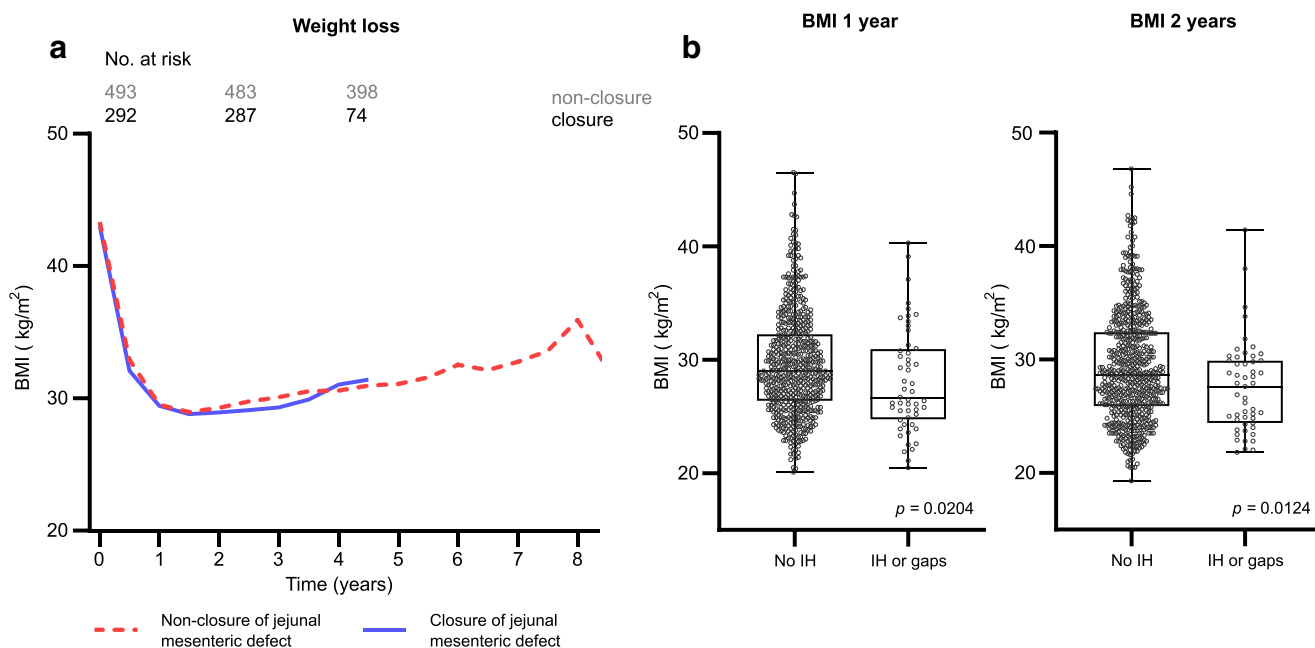 a
Weight loss
No. at risk
493 483 398 non-closure
292 287 74 closure
50
40
30
20
BMI ( kg/m2)
0 1 2 3 4 5 6 7 8
Time (years)
Non-closure of jejunal
mesenteric defect
Closure of jejunal
mesenteric defect
b
BMI 1 year
50
40
30
20
BMI ( kg/m2)
p = 0.0204
No IH IH or gaps
BMI 2 years
50
40
30
20
BMI ( kg/m2)
p = 0.0124
No IH IH or gaps